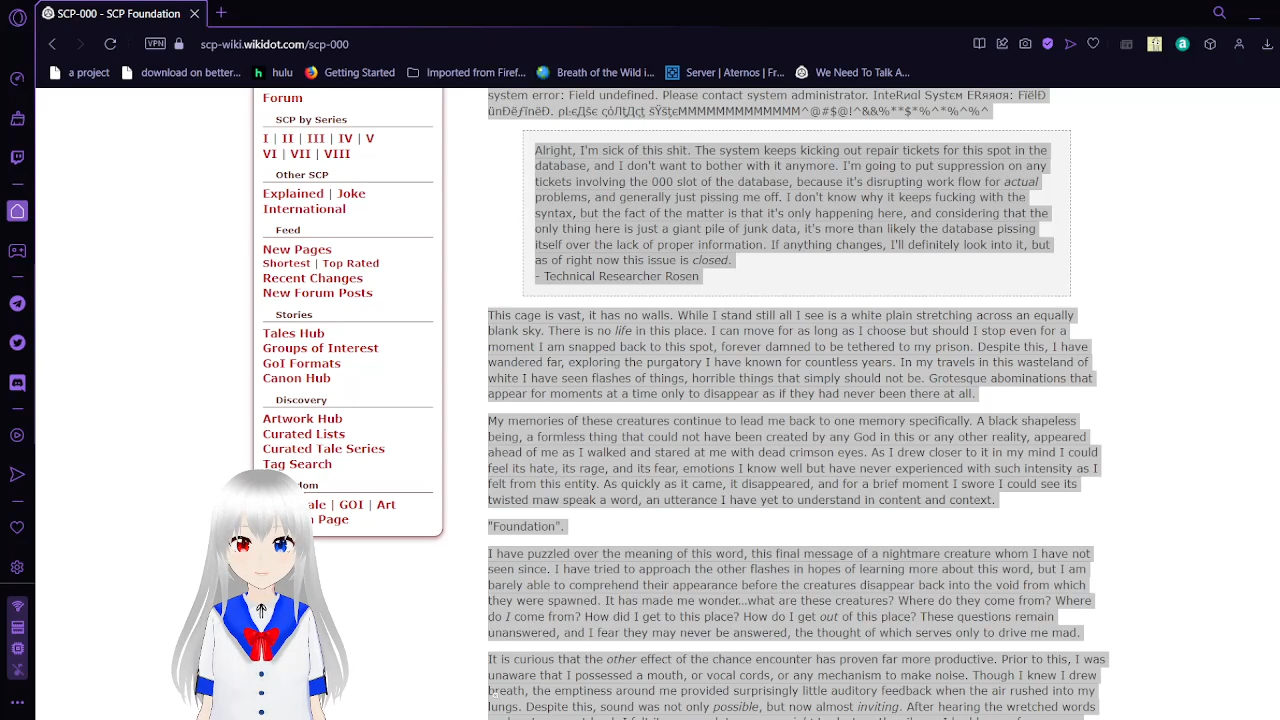 SCP-000 - SCP Foundation
VPN
scp-wiki.wikidot.com/scp-000
a project
download on better...
hulu
Getting Started
Imported from Firef...
Breath of the Wild i...
Server | Aternos | Fr...
We Need To Talk A...
Forum
SCP by Series
I | II | III | IV | V
VI | VII | VIII
Other SCP
Explained | Joke
International
Feed
New Pages
Shortest | Top Rated
Recent Changes
New Forum Posts
Stories
Tales Hub
Groups of Interest
GoI Formats
Canon Hub
Discovery
Artwork Hub
Curated Lists
Curated Tale Series
Tag Search
dom
ale | GOI | Art
Page
system error: Field undefined. Please contact system administrator.
Alright, I'm sick of this shit. The system keeps kicking out repair tickets for this spot in the
database, and I don't want to bother with it anymore. I'm going to put suppression on any
tickets involving the 000 slot of the database, because it's disrupting work flow for actual
problems, and generally just pissing me off. I don't know why it keeps fucking with the
syntax, but the fact of the matter is that it's only happening here, and considering that the
only thing here is just a giant pile of junk data, it's more than likely the database pissing
itself over the lack of proper information. If anything changes, I'll definitely look into it, but
as of right now this issue is closed.
- Technical Researcher Rosen
This cage is vast, it has no walls. While I stand still all I see is a white plain stretching across an equally
blank sky. There is no life in this place. I can move for as long as I choose but should I stop even for a
moment I am snapped back to this spot, forever damned to be tethered to my prison. Despite this, I have
wandered far, exploring the purgatory I have known for countless years. In my travels in this wasteland of
white I have seen flashes of things, horrible things that simply should not be. Grotesque abominations that
appear for moments at a time only to disappear as if they had never been there at all.
My memories of these creatures continue to lead me back to one memory specifically. A black shapeless
being, a formless thing that could not have been created by any God in this or any other reality, appeared
ahead of me as I walked and stared at me with dead crimson eyes. As I drew closer to it in my mind I could
feel its hate, its rage, and its fear, emotions I know well but have never experienced with such intensity as I
felt from this entity. As quickly as it came, it disappeared, and for a brief moment I swore I could see its
twisted maw speak a word, an utterance I have yet to understand in content and context.
"Foundation".
I have puzzled over the meaning of this word, this final message of a nightmare creature whom I have not
seen since. I have tried to approach the other flashes in hopes of learning more about this word, but I am
barely able to comprehend their appearance before the creatures disappear back into the void from which
they were spawned. It has made me wonder...what are these creatures? Where do they come from? Where
do I come from? How did I get to this place? How do I get out of this place? These questions remain
unanswered, and I fear they may never be answered, the thought of which serves only to drive me mad.
It is curious that the other effect of the chance encounter has proven far more productive. Prior to this, I was
unaware that I possessed a mouth, or vocal cords, or any mechanism to make noise. Though I knew I drew
breath, the emptiness around me provided surprisingly little auditory feedback when the air rushed into my
lungs. Despite this, sound was not only possible, but now almost inviting. After hearing the wretched words